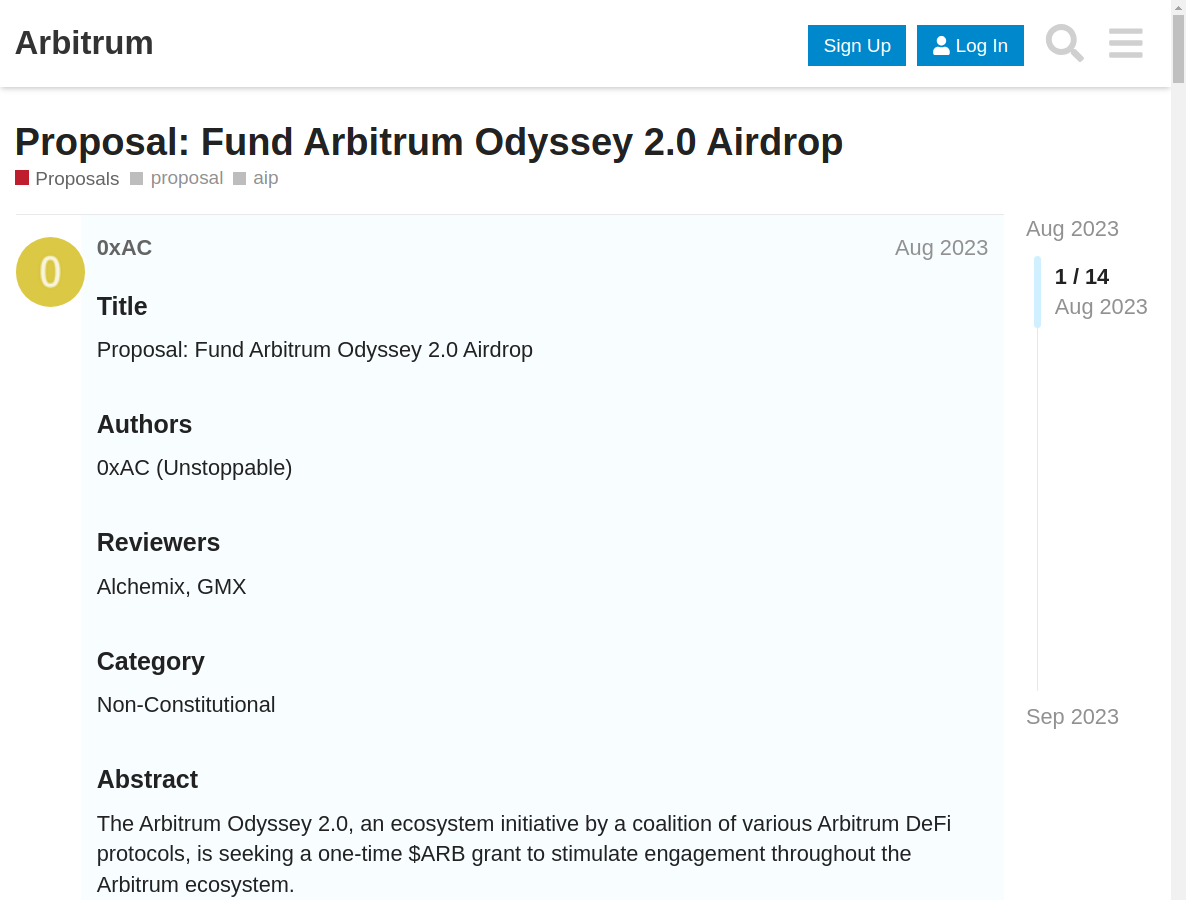 Arbitrum
Sign Up
Log In
Proposal: Fund Arbitrum Odyssey 2.0 Airdrop
Proposals proposal aip
0
0xAC
Aug 2023
Title
Proposal: Fund Arbitrum Odyssey 2.0 Airdrop
Authors
0xAC (Unstoppable)
Reviewers
Alchemix, GMX
Category
Non-Constitutional
Abstract
The Arbitrum Odyssey 2.0, an ecosystem initiative by a coalition of various Arbitrum DeFi
protocols, is seeking a one-time $ARB grant to stimulate engagement throughout the
Arbitrum ecosystem.
Aug 2023
1 / 14
Aug 2023
Sep 2023